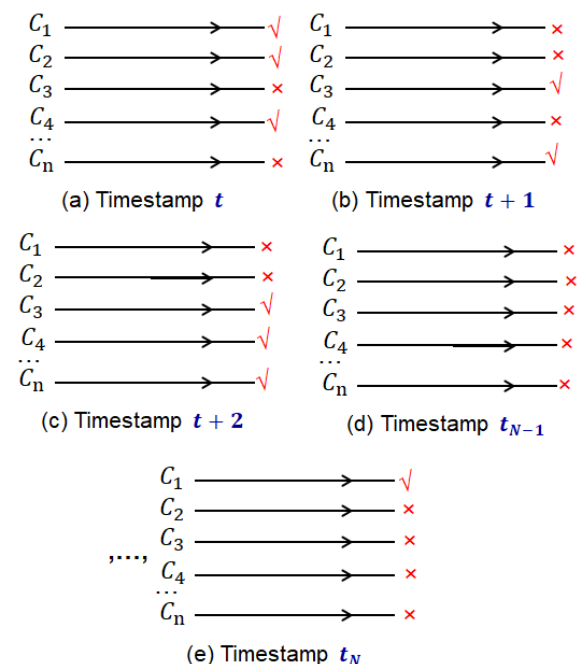 C1 √
C2 √
C3 ×
C4 √
...
Cn ×
(a) Timestamp t
C1 ×
C2 ×
C3 √
C4 ×
...
Cn √
(b) Timestamp t + 1
C1 ×
C2 ×
C3 √
C4 √
...
Cn √
(c) Timestamp t + 2
C1 ×
C2 ×
C3 ×
C4 ×
...
Cn ×
(d) Timestamp tN−1
,...,
C1 √
C2 ×
C3 ×
C4 ×
...
Cn ×
(e) Timestamp tN